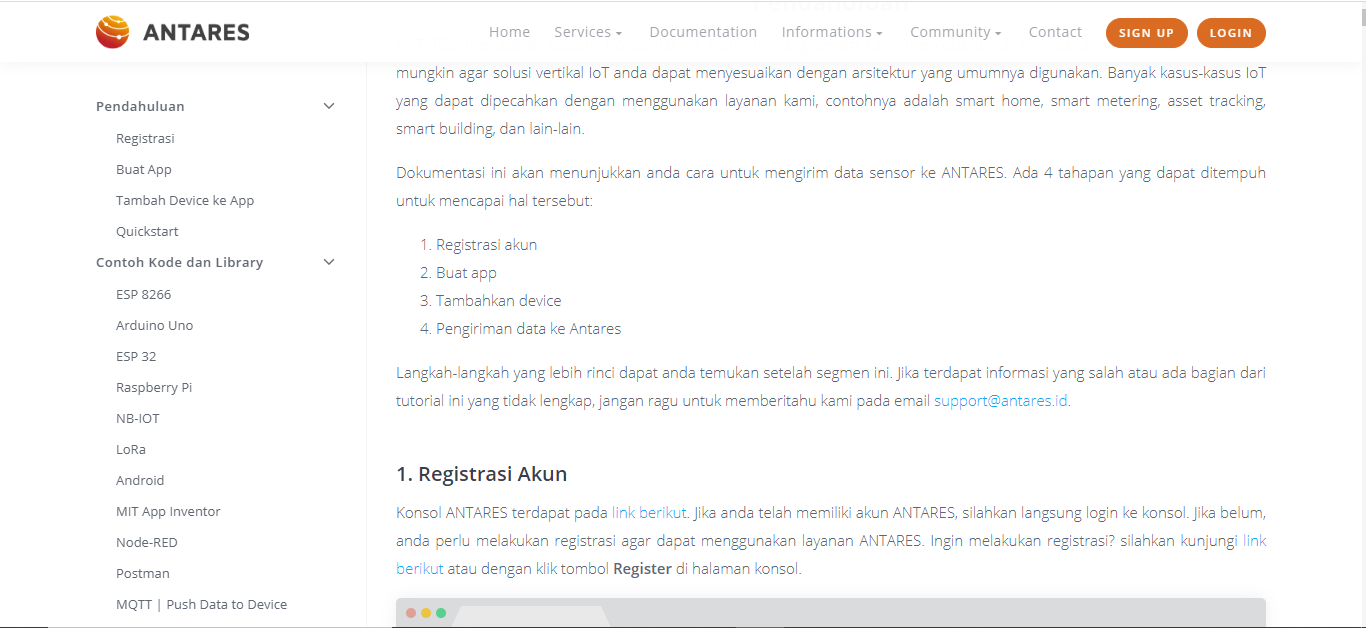 Pendahuluan
ANTARES
Home Services Documentation Informations Community Contact SIGN UP LOGIN
Pendahuluan
Registrasi
Buat App
Tambah Device ke App
Quickstart
Contoh Kode dan Library
ESP 8266
Arduino Uno
ESP 32
Raspberry Pi
NB-IOT
LoRa
Android
MIT App Inventor
Node-RED
Postman
MQTT | Push Data to Device
mungkin agar solusi vertikal IoT anda dapat menyesuaikan dengan arsitektur yang umumnya digunakan. Banyak kasus-kasus IoT
yang dapat dipecahkan dengan menggunakan layanan kami, contohnya adalah smart home, smart metering, asset tracking,
smart building, dan lain-lain.
Dokumentasi ini akan menunjukkan anda cara untuk mengirim data sensor ke ANTARES. Ada 4 tahapan yang dapat ditempuh
untuk mencapai hal tersebut:
1. Registrasi akun
2. Buat app
3. Tambahkan device
4. Pengiriman data ke Antares
Langkah-langkah yang lebih rinci dapat anda temukan setelah segmen ini. Jika terdapat informasi yang salah atau ada bagian dari
tutorial ini yang tidak lengkap, jangan ragu untuk memberitahu kami pada email support@antares.id.
1. Registrasi Akun
Konsol ANTARES terdapat pada link berikut. Jika anda telah memiliki akun ANTARES, silahkan langsung login ke konsol. Jika belum,
anda perlu melakukan registrasi agar dapat menggunakan layanan ANTARES. Ingin melakukan registrasi? silahkan kunjungi link
berikut atau dengan klik tombol Register di halaman konsol.